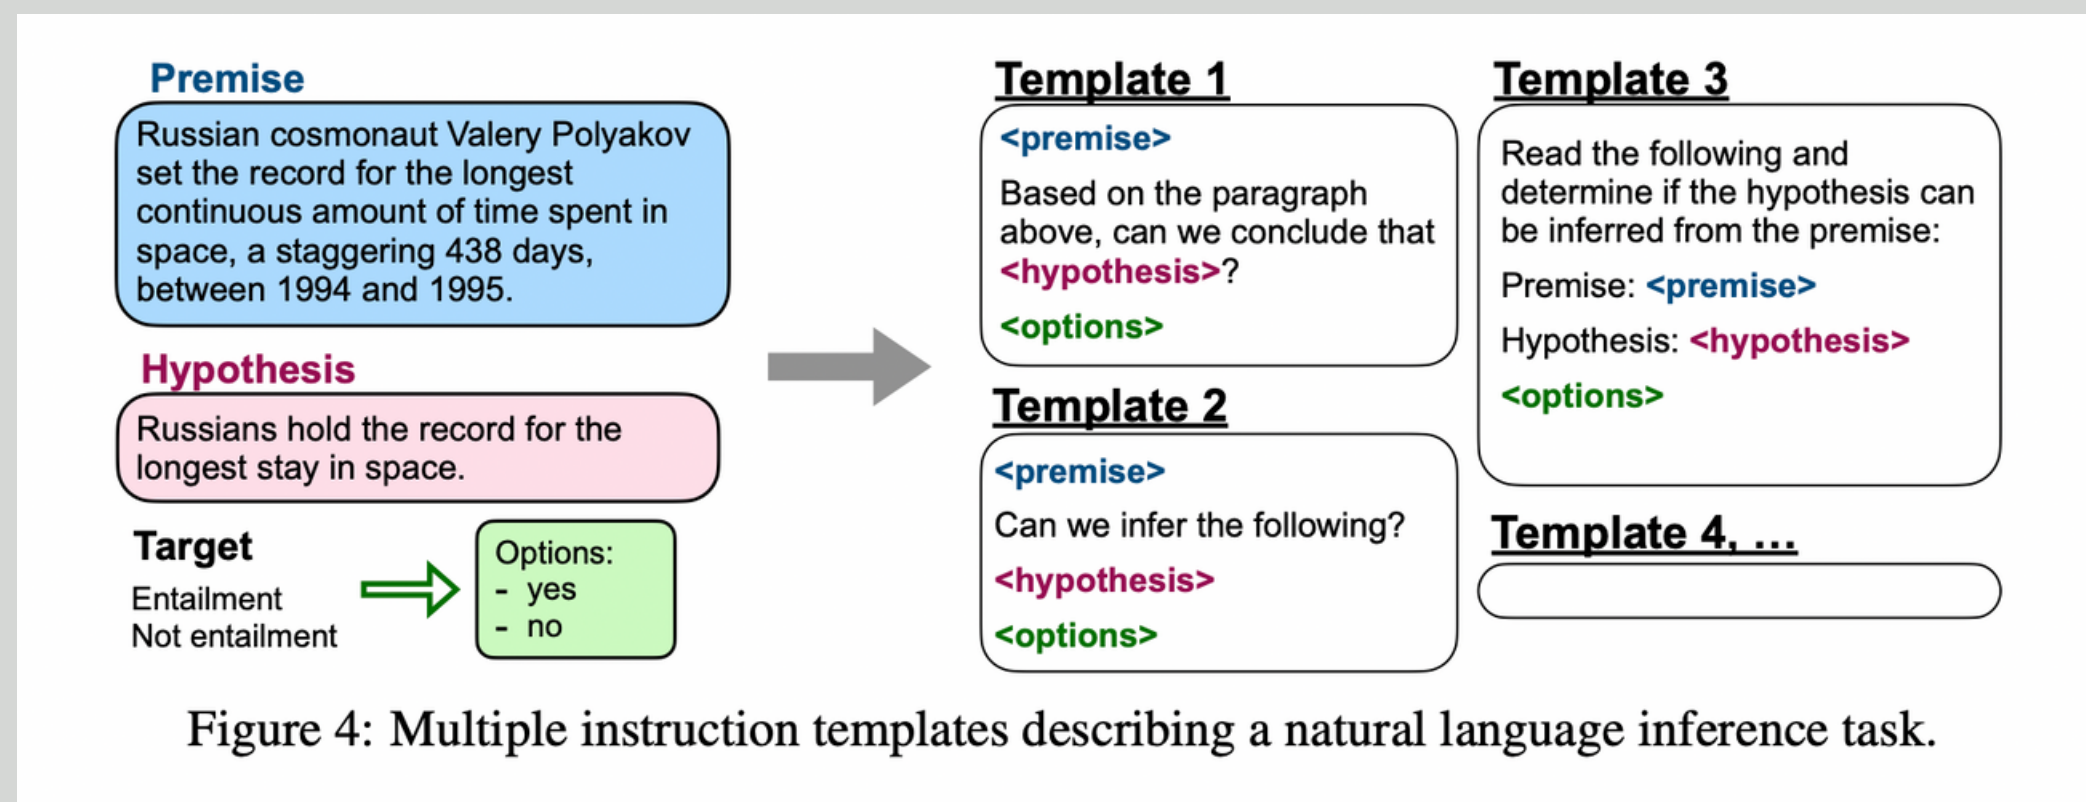 Premise
Russian cosmonaut Valery Polyakov
set the record for the longest
continuous amount of time spent in
space, a staggering 438 days,
between 1994 and 1995.
Hypothesis
Russians hold the record for the
longest stay in space.
Target
Entailment
Not entailment
Options:
- yes
- no
Template 1
<premise>
Based on the paragraph
above, can we conclude that
<hypothesis>?
<options>
Template 2
<premise>
Can we infer the following?
<hypothesis>
<options>
Template 3
Read the following and
determine if the hypothesis can
be inferred from the premise:
Premise: <premise>
Hypothesis: <hypothesis>
<options>
Template 4, ...
Figure 4: Multiple instruction templates describing a natural language inference task.